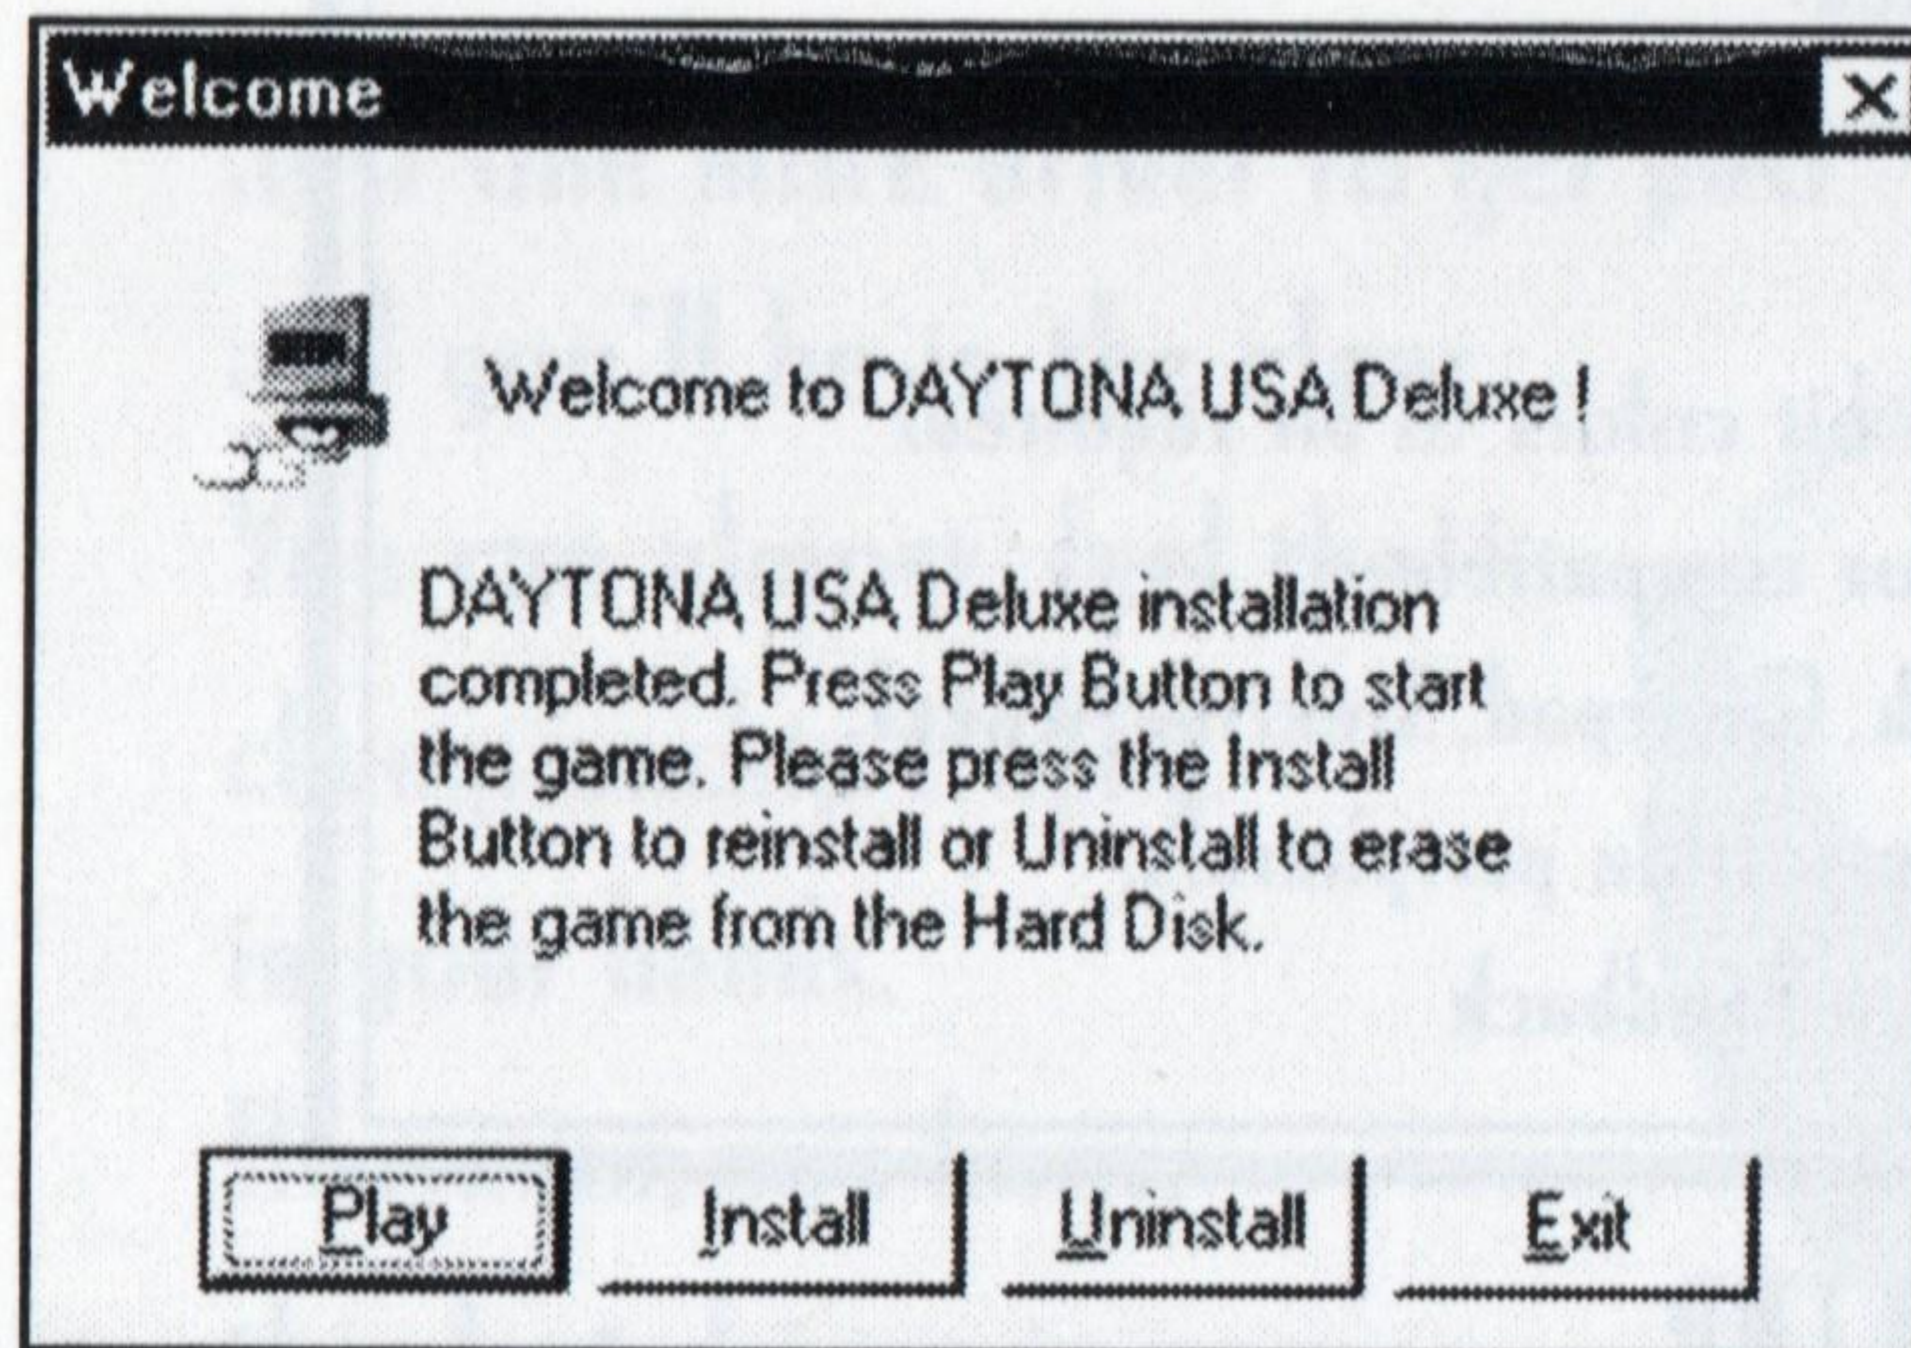 Welcome
Welcome to DAYTONA USA Deluxe !
DAYTONA USA Deluxe installation
completed. Press Play Button to start
the game. Please press the Install
Button to reinstall or Uninstall to erase
the game from the Hard Disk.
Play Install Uninstall Exit